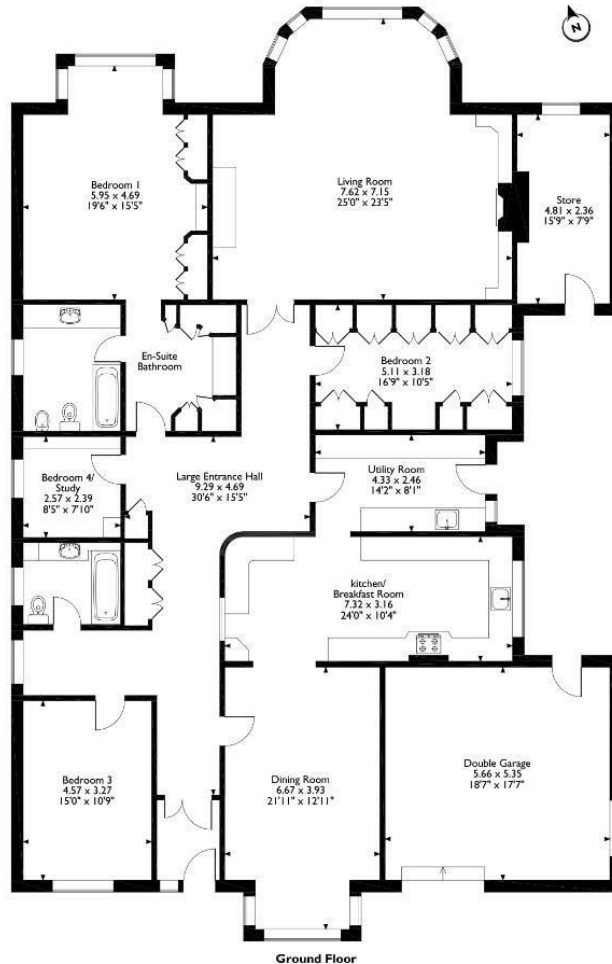 N
Bedroom 1
5.95 x 4.69
19'6" x 15'5"
Living Room
7.62 x 7.15
25'0" x 23'5"
Store
4.81 x 2.36
15'9" x 7'9"
En-Suite
Bathroom
Bedroom 2
5.11 x 3.18
16'9" x 10'5"
Bedroom 4/
Study
2.57 x 2.39
8'5" x 7'10"
Large Entrance Hall
9.29 x 4.69
30'6" x 15'5"
Utility Room
4.33 x 2.46
14'2" x 8'1"
kitchen/
Breakfast Room
7.32 x 3.16
24'0" x 10'4"
Bedroom 3
4.57 x 3.27
15'0" x 10'9"
Dining Room
6.67 x 3.93
21'11" x 12'11"
Double Garage
5.66 x 5.35
18'7" x 17'7"
Ground Floor